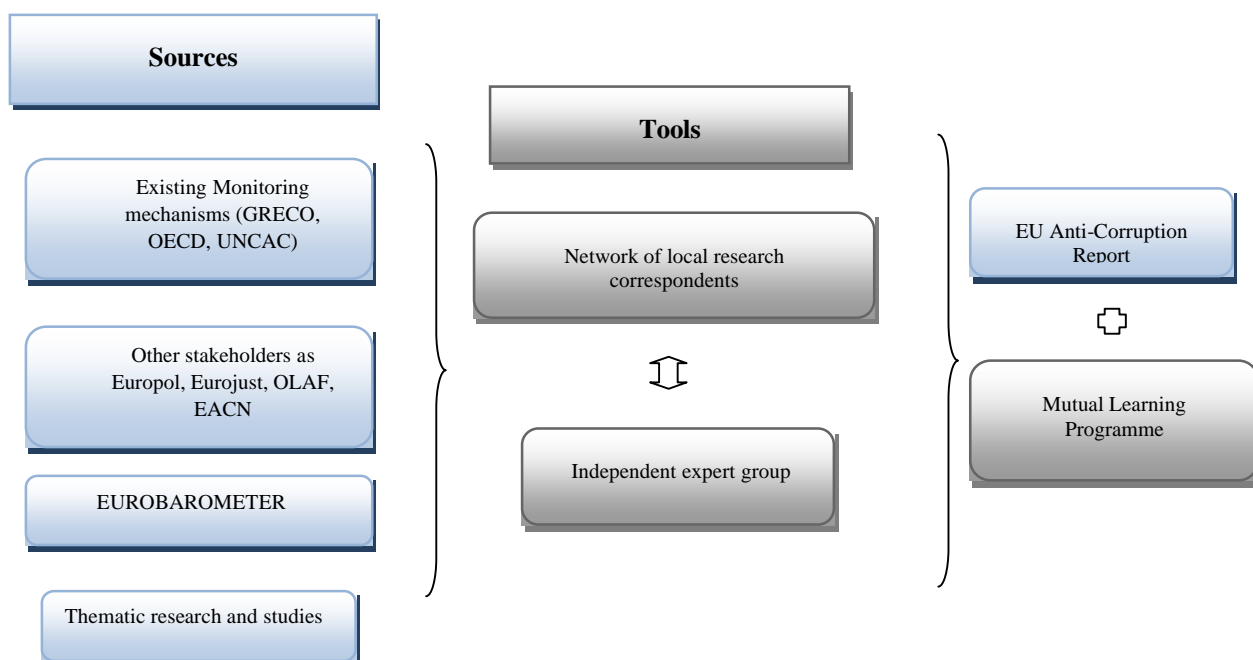 Sources
Existing Monitoring
mechanisms (GRECO,
OECD, UNCAC)
Other stakeholders as
Europol, Eurojust, OLAF,
EACN
EUROBAROMETER
Thematic research and studies
Tools
Network of local research
correspondents
Independent expert group
EU Anti-Corruption
Report
Mutual Learning
Programme